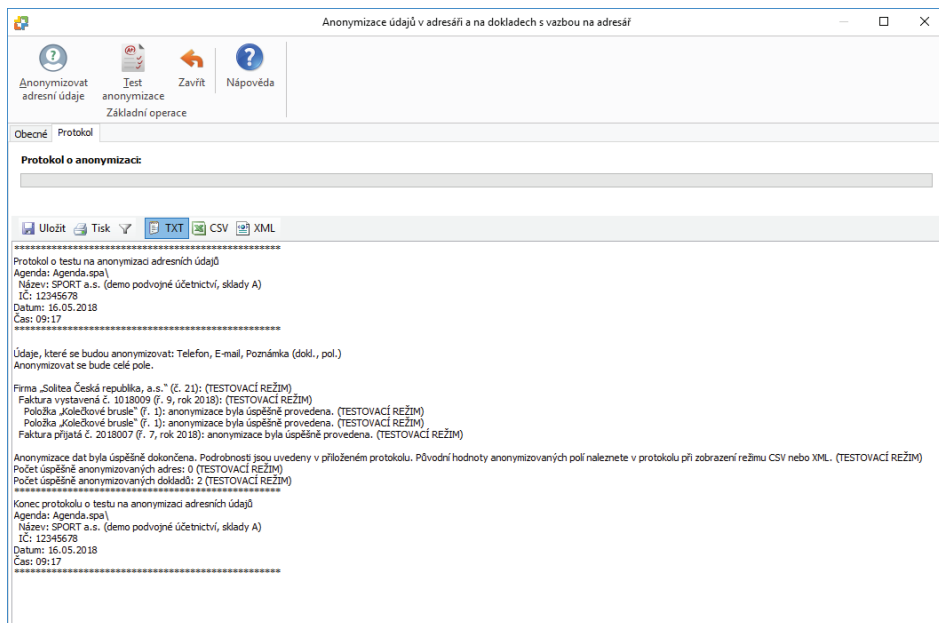 Anonymizace údajů v adresáři a na dokladech s vazbou na adresář
Anonymizovat adresní údaje
Test anonymizace
Zavřít
Nápověda
Základní operace
Obecné Protokol
Protokol o anonymizaci:
Uložit Tisk TXT CSV XML
****************************************************
Protokol o testu na anonymizaci adresních údajů
Agenda: Agenda.spa\
Název: SPORT a.s. (demo podvojné účetnictví, sklady A)
IČ: 12345678
Datum: 16.05.2018
Čas: 09:17
****************************************************
Údaje, které se budou anonymizovat: Telefon, E-mail, Poznámka (dokl., pol.)
Anonymizovat se bude celé pole.
Firma „Solitea Česká republika, a.s.“ (č. 21): (TESTOVACÍ REŽIM)
Faktura vystavená č. 1018009 (ř. 9, rok 2018): (TESTOVACÍ REŽIM)
Položka „Kolečkové brusle“ (ř. 1): anonymizace byla úspěšně provedena. (TESTOVACÍ REŽIM)
Položka „Kolečkové brusle“ (ř. 1): anonymizace byla úspěšně provedena. (TESTOVACÍ REŽIM)
Faktura přijatá č. 2018007 (ř. 7, rok 2018): anonymizace byla úspěšně provedena. (TESTOVACÍ REŽIM)
Anonymizace dat byla úspěšně dokončena. Podrobnosti jsou uvedeny v přiloženém protokolu. Původní hodnoty anonymizovaných polí naleznete v protokolu při zobrazení režimu CSV nebo XML. (TESTOVACÍ REŽIM)
Počet úspěšně anonymizovaných adres: 0 (TESTOVACÍ REŽIM)
Počet úspěšně anonymizovaných dokladů: 2 (TESTOVACÍ REŽIM)
****************************************************
Konec protokolu o testu na anonymizaci adresních údajů
Agenda: Agenda.spa\
Název: SPORT a.s. (demo podvojné účetnictví, sklady A)
IČ: 12345678
Datum: 16.05.2018
Čas: 09:17
****************************************************